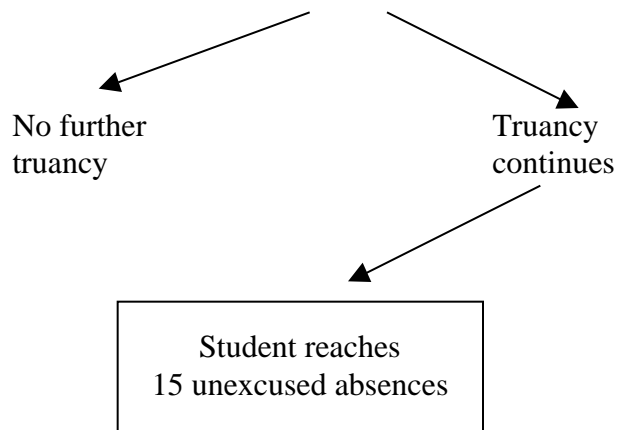 No further
truancy
Truancy
continues
Student reaches
15 unexcused absences